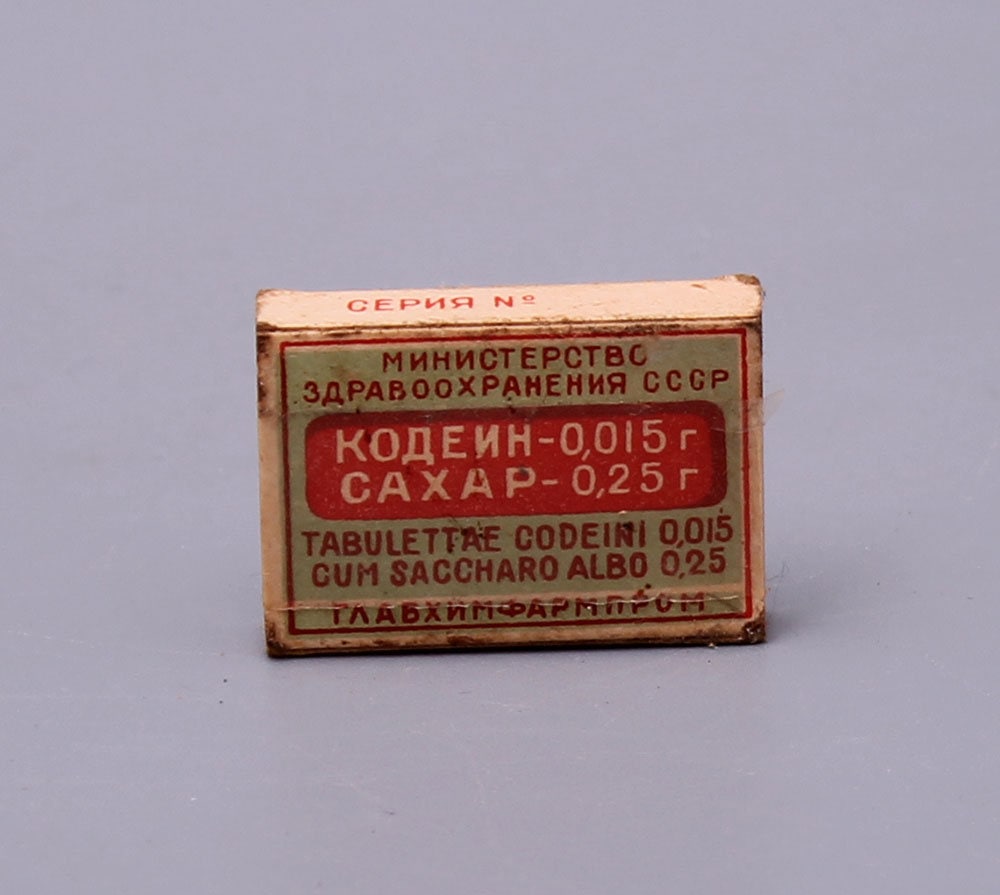 СЕРИЯ №
МИНИСТЕРСТВО
ЗДРАВООХРАНЕНИЯ СССР
КОДЕИН-0,015 г
САХАР-0,25 г
TABULETTAE CODEINI 0,015
CUM SACCHARO ALBO 0,25
ГЛАВХИМФАРМПРОМ